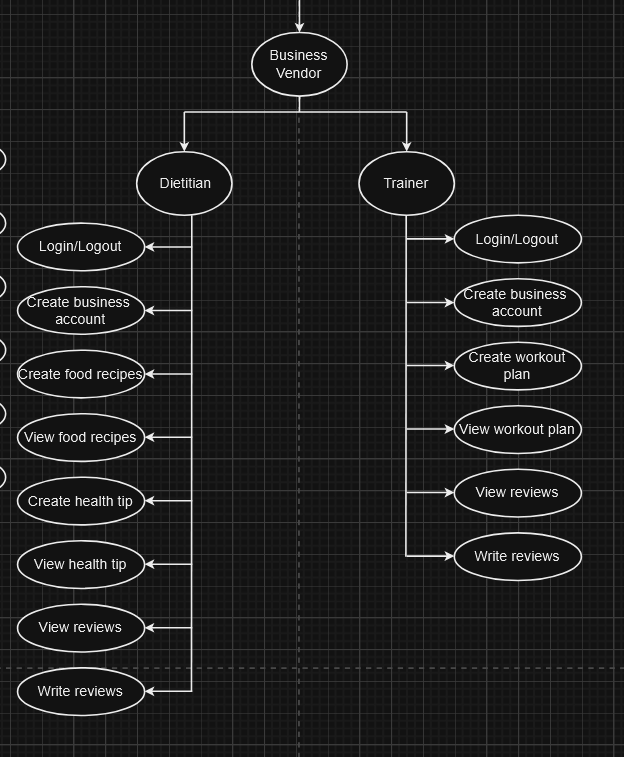 Business
Vendor
Dietitian
Trainer
Login/Logout
Create business
account
Create food recipes
View food recipes
Create health tip
View health tip
View reviews
Write reviews
Login/Logout
Create business
account
Create workout
plan
View workout plan
View reviews
Write reviews